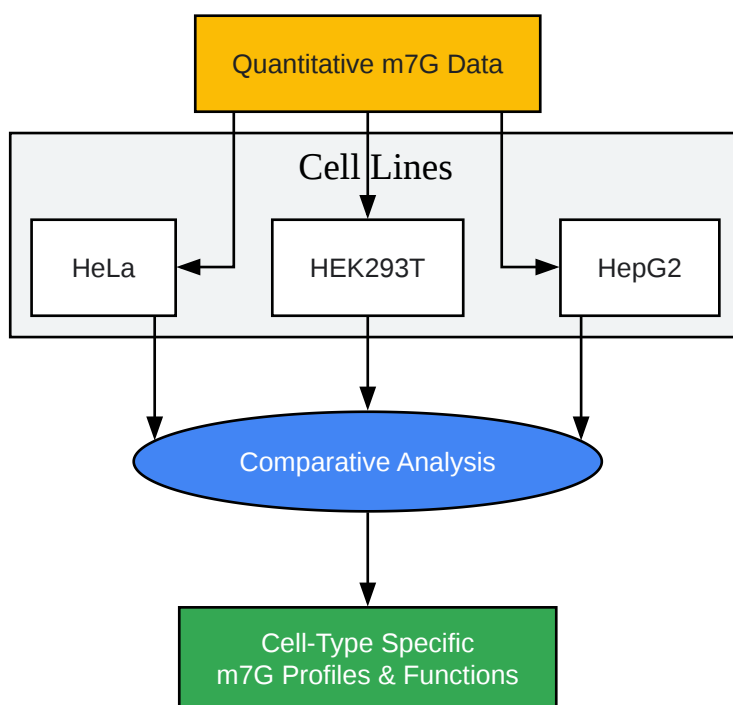 Quantitative m7G Data
Cell Lines
HeLa
HEK293T
HepG2
Comparative Analysis
Cell-Type Specific
m7G Profiles & Functions